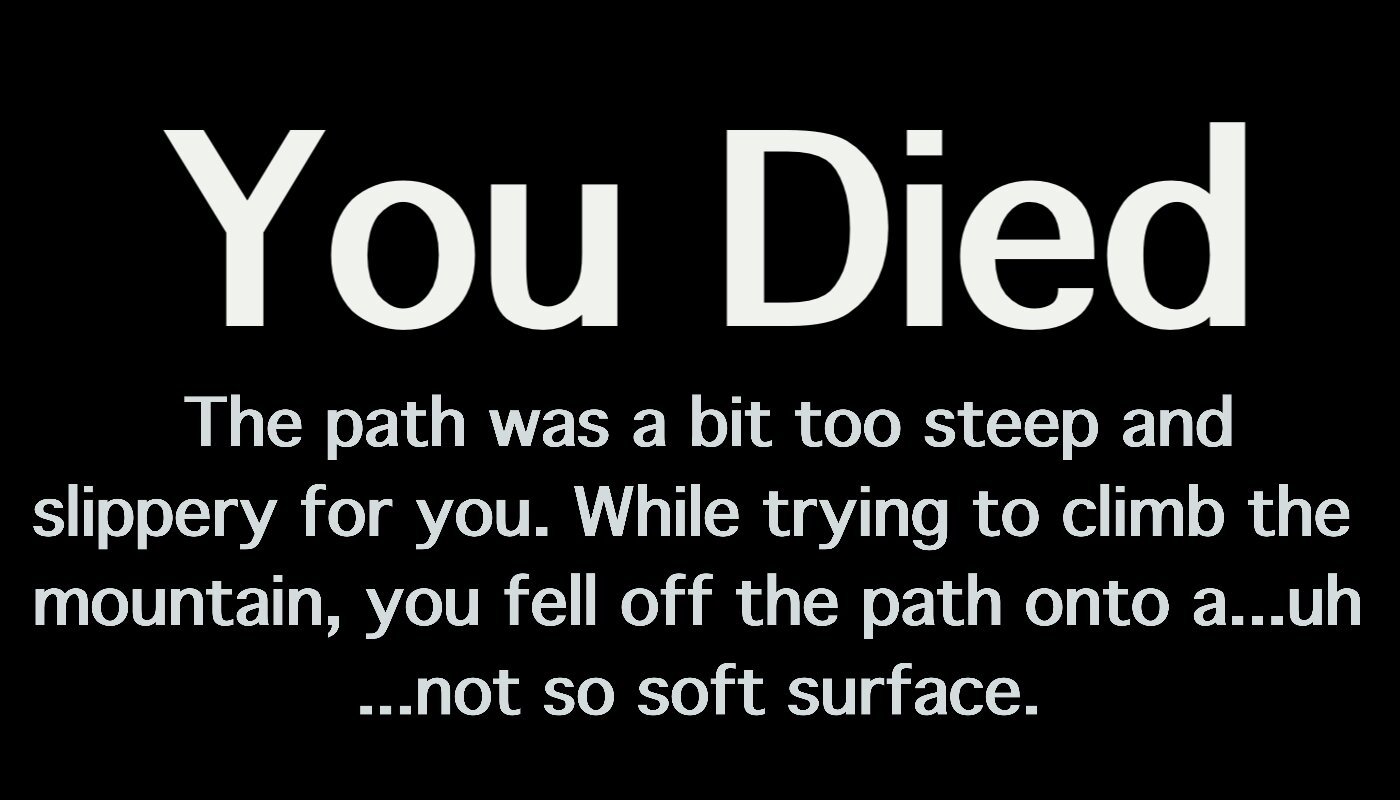 You Died
The path was a bit too steep and
slippery for you. While trying to climb the
mountain, you fell off the path onto a...uh
...not so soft surface.